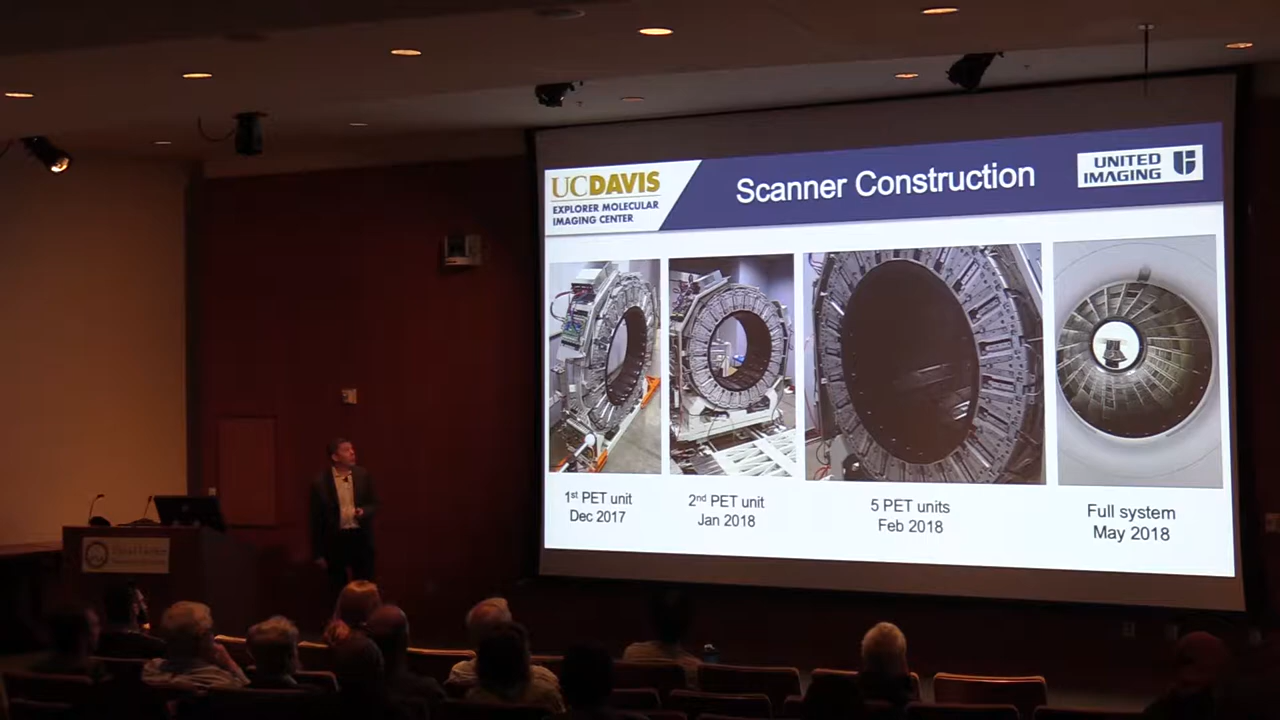 UCDAVIS
EXPLORER MOLECULAR
IMAGING CENTER
Scanner Construction
UNITED
IMAGING
1st PET unit
Dec 2017
2nd PET unit
Jan 2018
5 PET units
Feb 2018
Full system
May 2018